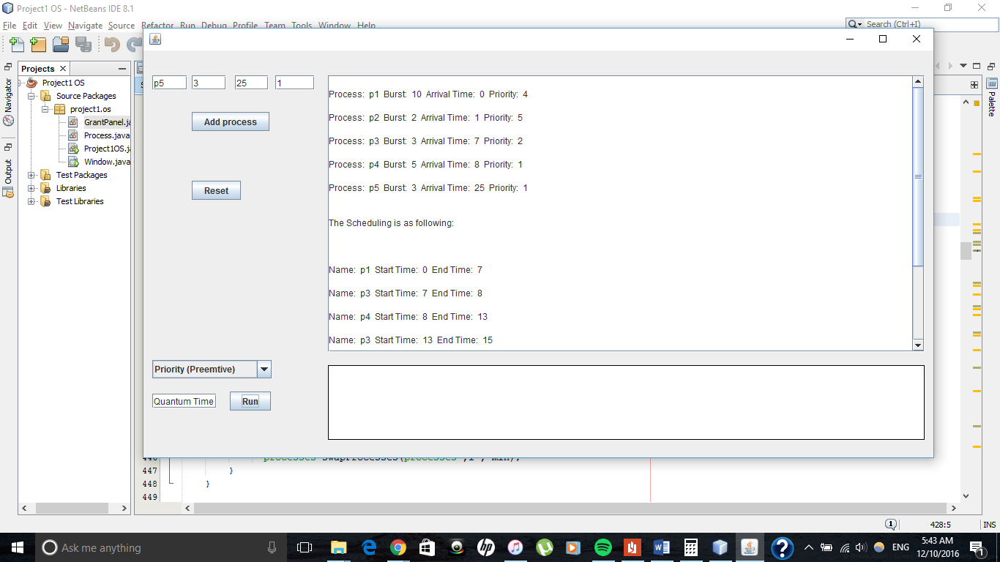 Project1 OS - NetBeans IDE 8.1
File Edit View Navigate Source Refactor Run Debug Profile Team Tools Window Help
Search (Ctrl+I)
Projects
Navigator
Output
Palette
Project1 OS
Source Packages
project1.os
GrantPanel.ja
Process.java
Project1OS.j
Window.java
Test Packages
Libraries
Test Libraries
p5 3 25 1
Add process
Reset
Priority (Preemtive)
Quantum Time Run
Process: p1 Burst: 10 Arrival Time: 0 Priority: 4
Process: p2 Burst: 2 Arrival Time: 1 Priority: 5
Process: p3 Burst: 3 Arrival Time: 7 Priority: 2
Process: p4 Burst: 5 Arrival Time: 8 Priority: 1
Process: p5 Burst: 3 Arrival Time: 25 Priority: 1
The Scheduling is as following:
Name: p1 Start Time: 0 End Time: 7
Name: p3 Start Time: 7 End Time: 8
Name: p4 Start Time: 8 End Time: 13
Name: p3 Start Time: 13 End Time: 15
447 }
448 }
449
1 428:5 INS
Ask me anything
hp
ENG
5:43 AM
12/10/2016
1